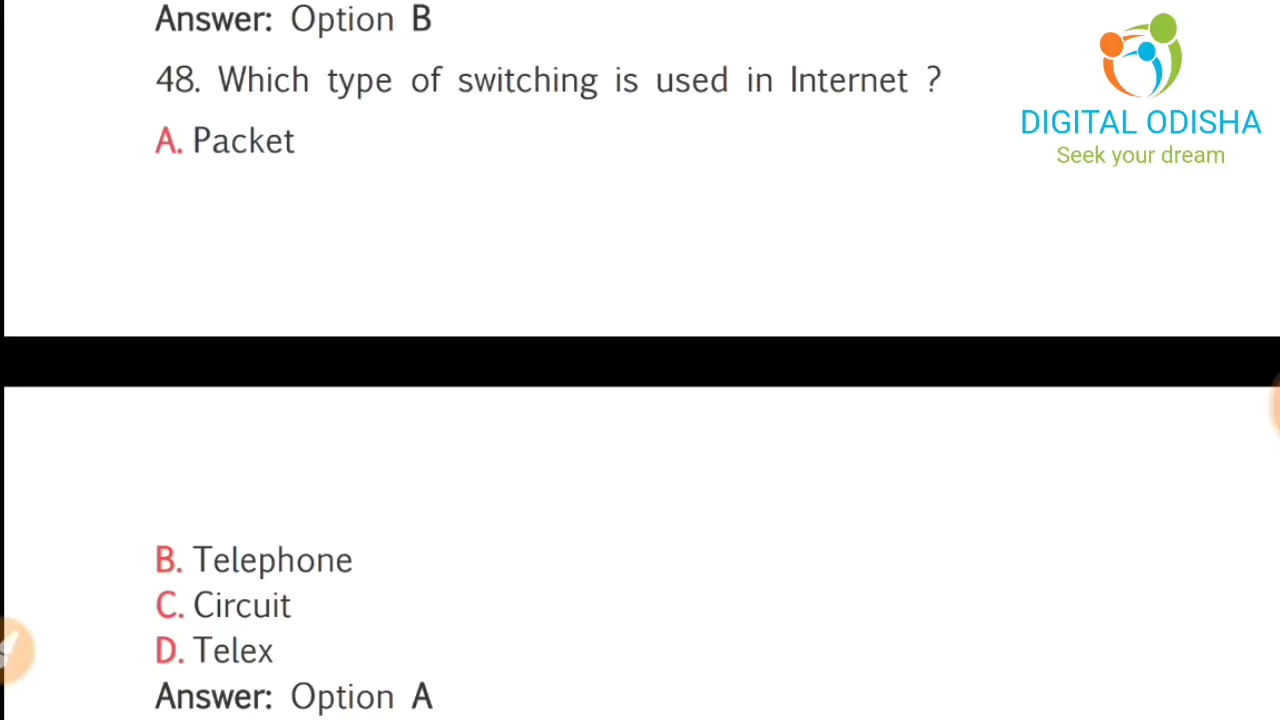 Answer: Option B
48. Which type of switching is used in Internet ?
A. Packet
DIGITAL ODISHA
Seek your dream
B. Telephone
C. Circuit
D. Telex
Answer: Option A